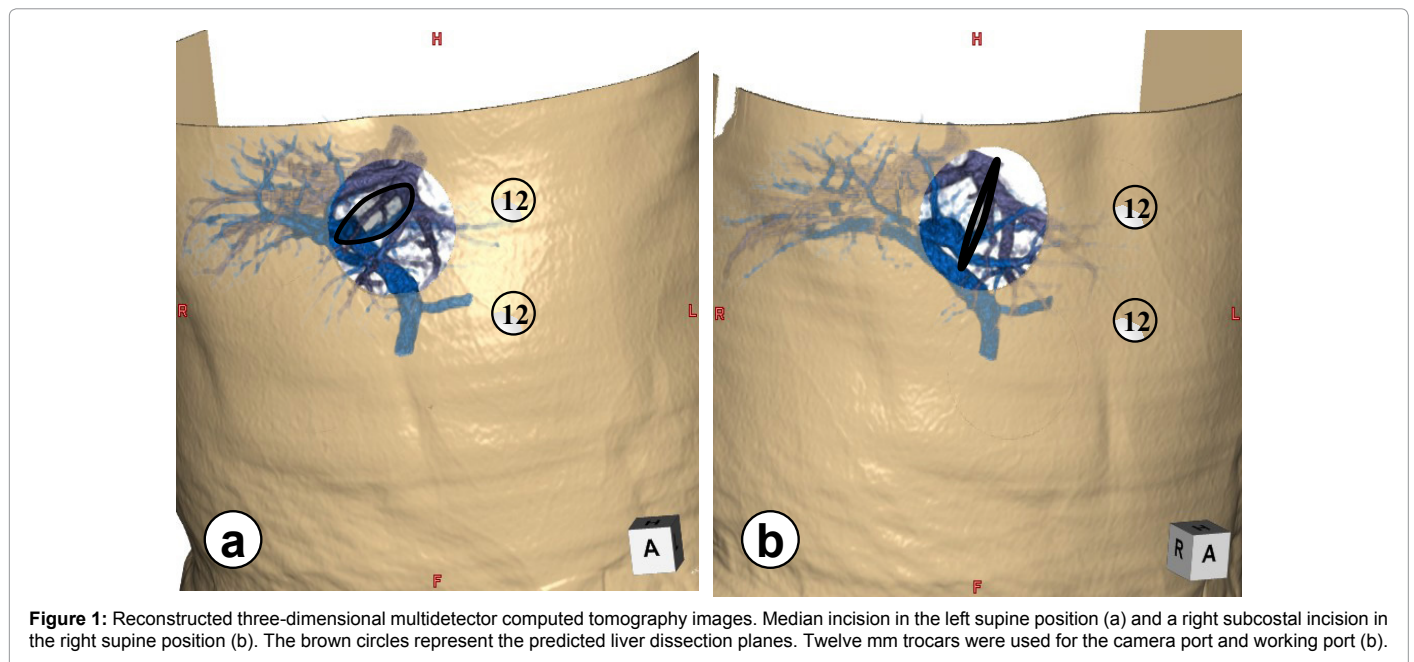 H
H
12
12
12
12
R
L
R
L
a
H
A
b
H
R A
F
F
Figure 1: Reconstructed three-dimensional multidetector computed tomography images. Median incision in the left supine position (a) and a right subcostal incision in
the right supine position (b). The brown circles represent the predicted liver dissection planes. Twelve mm trocars were used for the camera port and working port (b).